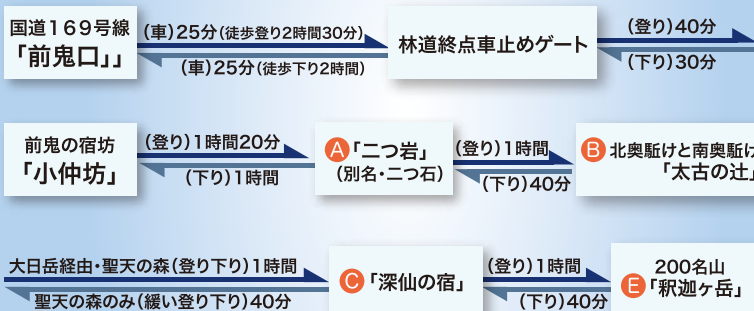 国道169号線
「前鬼口」」
(車)25分(徒歩登り2時間30分)
(車)25分(徒歩下り2時間)
林道終点車止めゲート
(登り)40分
(下り)30分
前鬼の宿坊
「小仲坊」
(登り)1時間20分
(下り)1時間
A「二つ岩」
(別名・二つ石)
(登り)1時間
(下り)40分
B 北奥駈けと南奥駈け
「太古の辻」
大日岳経由・聖天の森(登り下り)1時間
聖天の森のみ(緩い登り下り)40分
C「深仙の宿」
(登り)1時間
(下り)40分
200名山
E「釈迦ヶ岳」